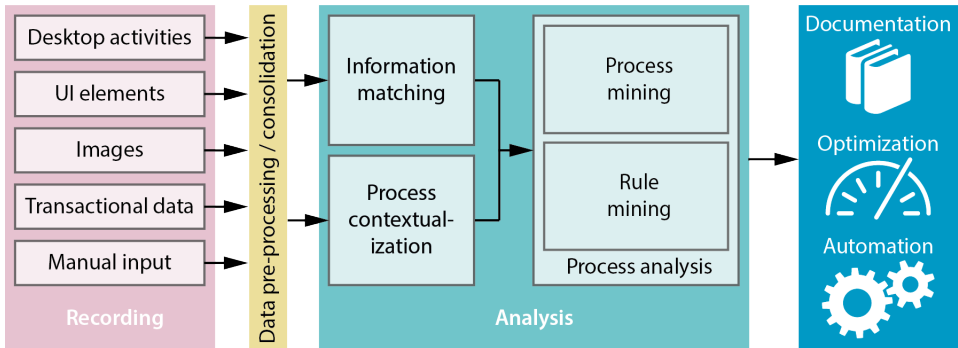 Desktop activities
UI elements
Images
Transactional data
Manual input
Recording
Data pre-processing / consolidation
Information
matching
Process
contextual-
ization
Process
mining
Rule
mining
Process analysis
Analysis
Documentation
Optimization
Automation